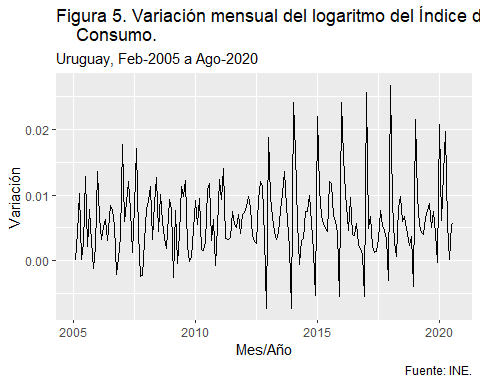 Figura 5. Variación mensual del logaritmo del Índice d
Consumo.
Uruguay, Feb-2005 a Ago-2020
Variación
0.02
0.01
0.00
2005 2010 2015 2020
Mes/Año
Fuente: INE.